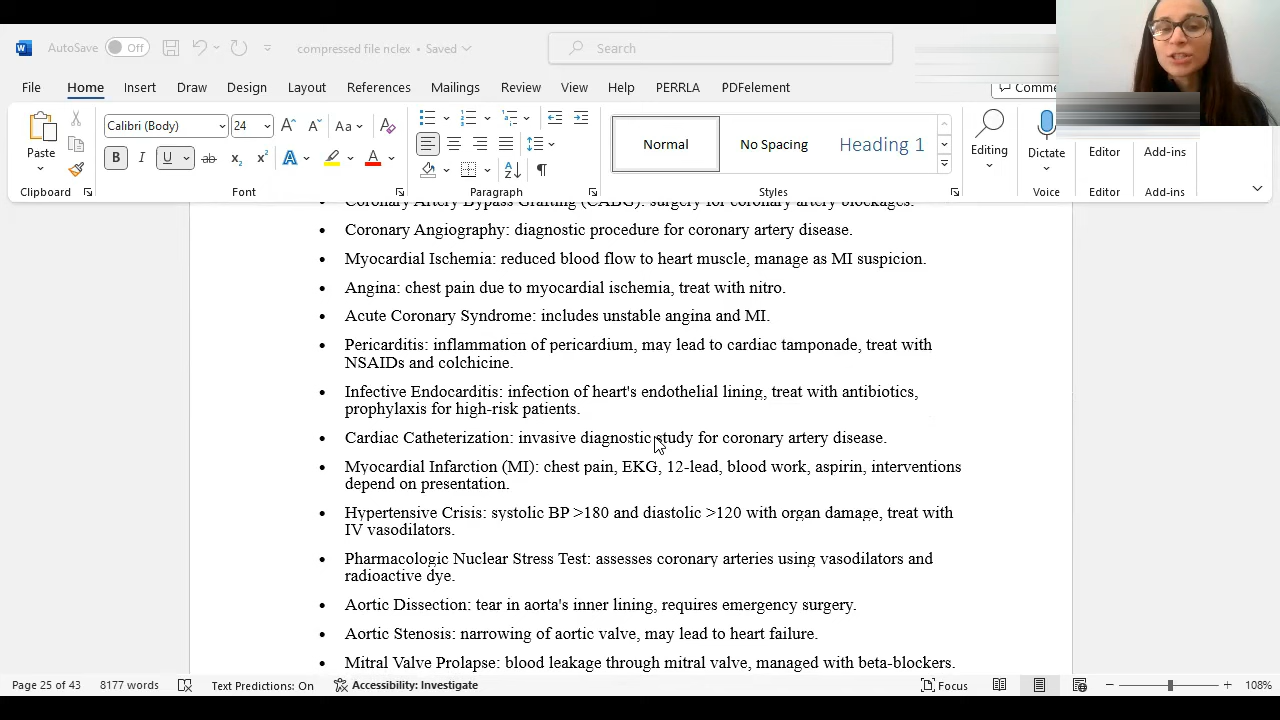 AutoSave Off compressed file nclex - Saved Search
File Home Insert Draw Design Layout References Mailings Review View Help PERRLA PDFelement Comme
Paste Calibri (Body) 24 Aa Normal No Spacing Heading 1 Editing Dictate Editor Add-ins
Clipboard Font Paragraph Styles Voice Editor Add-ins
Coronary Artery Bypass Grafting (CABG): surgery for coronary artery blockages.
• Coronary Angiography: diagnostic procedure for coronary artery disease.
• Myocardial Ischemia: reduced blood flow to heart muscle, manage as MI suspicion.
• Angina: chest pain due to myocardial ischemia, treat with nitro.
• Acute Coronary Syndrome: includes unstable angina and MI.
• Pericarditis: inflammation of pericardium, may lead to cardiac tamponade, treat with
NSAIDs and colchicine.
• Infective Endocarditis: infection of heart's endothelial lining, treat with antibiotics,
prophylaxis for high-risk patients.
• Cardiac Catheterization: invasive diagnostic study for coronary artery disease.
• Myocardial Infarction (MI): chest pain, EKG, 12-lead, blood work, aspirin, interventions
depend on presentation.
• Hypertensive Crisis: systolic BP >180 and diastolic >120 with organ damage, treat with
IV vasodilators.
• Pharmacologic Nuclear Stress Test: assesses coronary arteries using vasodilators and
radioactive dye.
• Aortic Dissection: tear in aorta's inner lining, requires emergency surgery.
• Aortic Stenosis: narrowing of aortic valve, may lead to heart failure.
• Mitral Valve Prolapse: blood leakage through mitral valve, managed with beta-blockers.
Page 25 of 43 8177 words Text Predictions: On Accessibility: Investigate Focus 108%